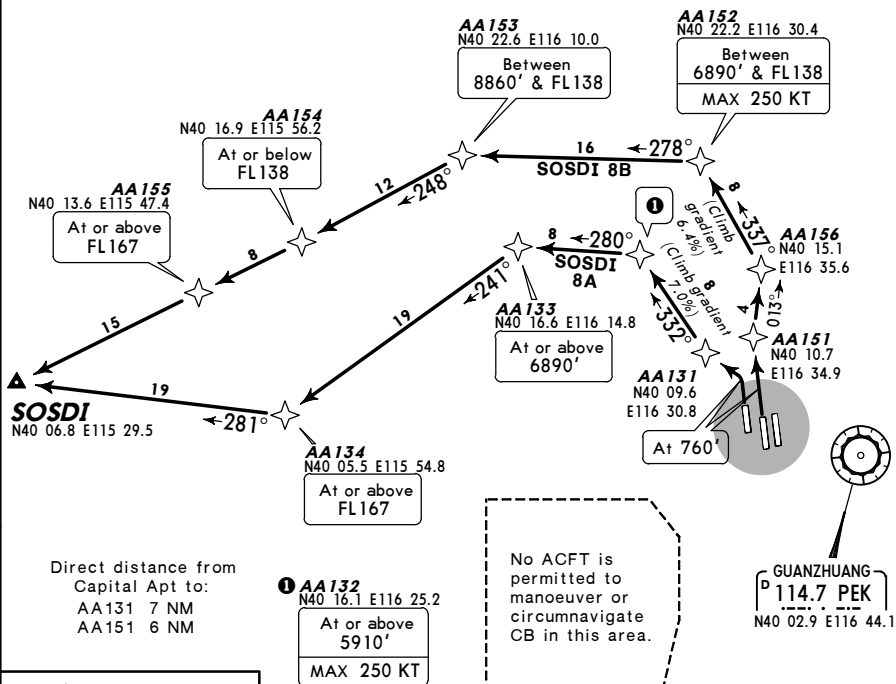 AA153
N40 22.6 E116 10.0
Between
8860' & FL138
AA152
N40 22.2 E116 30.4
Between
6890' & FL138
MAX 250 KT
AA154
N40 16.9 E115 56.2
At or below
FL138
AA155
N40 13.6 E115 47.4
At or above
FL167
16
278°
SOSDI 8B
12
248°
8
15
8
337°
(Climb
gradient
6.4%)
❶
8
280°
SOSDI
8A
AA156
N40 15.1
E116 35.6
4
013°
8
(Climb gradient
7.0%)
332°
19
241°
AA133
N40 16.6 E116 14.8
At or above
6890'
AA151
N40 10.7
E116 34.9
AA131
N40 09.6
E116 30.8
At 760'
19
281°
SOSDI
N40 06.8 E115 29.5
AA134
N40 05.5 E115 54.8
At or above
FL167
Direct distance from
Capital Apt to:
AA131 7 NM
AA151 6 NM
❶ AA132
N40 16.1 E116 25.2
At or above
5910'
MAX 250 KT
No ACFT is
permitted to
manoeuver or
circumnavigate
CB in this area.
GUANZHUANG
D 114.7 PEK
N40 02.9 E116 44.1